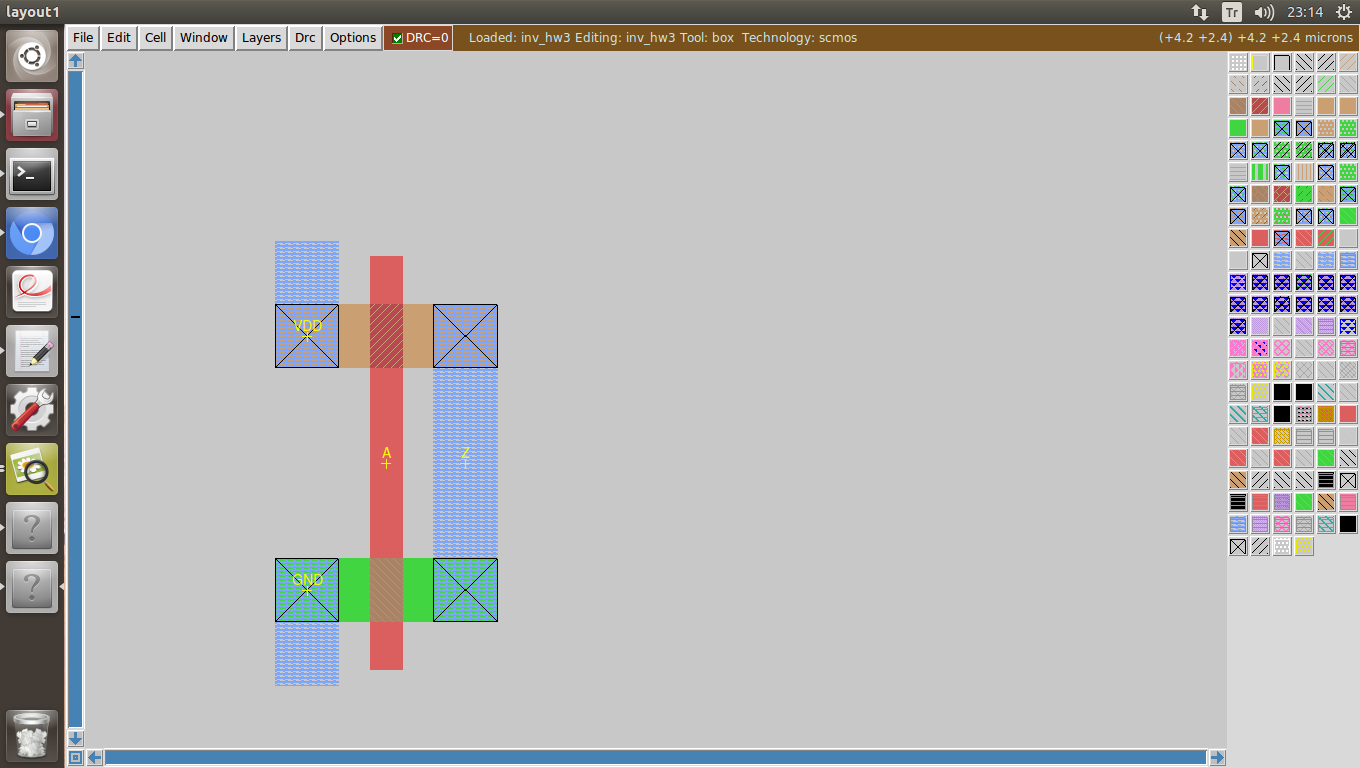 layout1
Tr
23:14
File Edit Cell Window Layers Drc Options DRC=0 Loaded: inv_hw3 Editing: inv_hw3 Tool: box Technology: scmos (+4.2 +2.4) +4.2 +2.4 microns
VDD
A
Z
GND